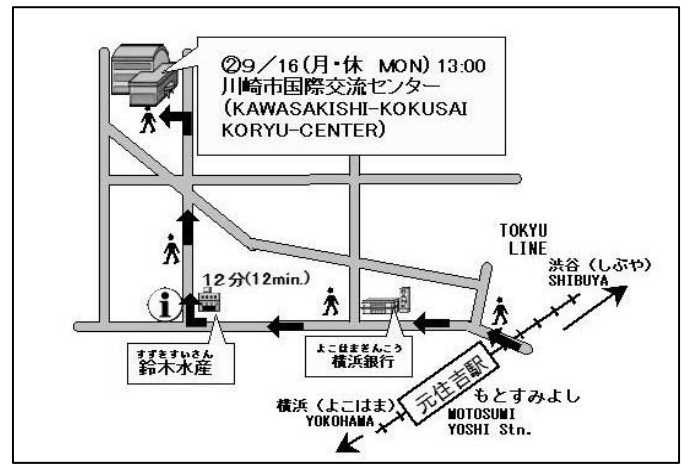 ②9／16(月・休 MON) 13:00
川崎市国際交流センター
(KAWASAKISHI-KOKUSAI
KORYU-CENTER)
TOKYU
LINE
渋谷（しぶや）
SHIBUYA
12分(12min.)
i
BANK
すずきすいさん
鈴木水産
よこはまぎんこう
横浜銀行
元住吉駅
もとすみよし
MOTOSUMI
YOSHI Stn.
横浜（よこはま）
YOKOHAMA